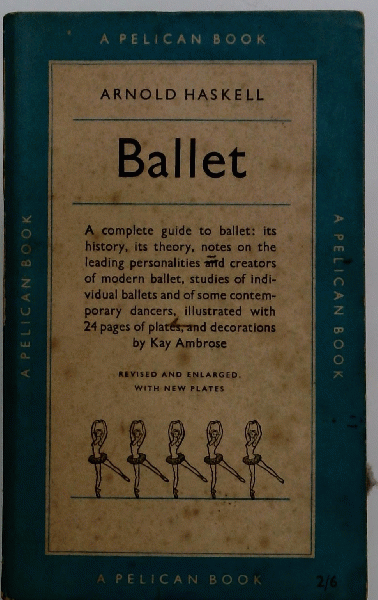 A PELICAN BOOK
ARNOLD HASKELL
Ballet
A complete guide to ballet: its
history, its theory, notes on the
leading personalities and creators
of modern ballet, studies of indi-
vidual ballets and of some contem-
porary dancers, illustrated with
24 pages of plates, and decorations
by Kay Ambrose
REVISED AND ENLARGED,
WITH NEW PLATES
A PELICAN BOOK
A PELICAN BOOK
A PELICAN BOOK
2/6